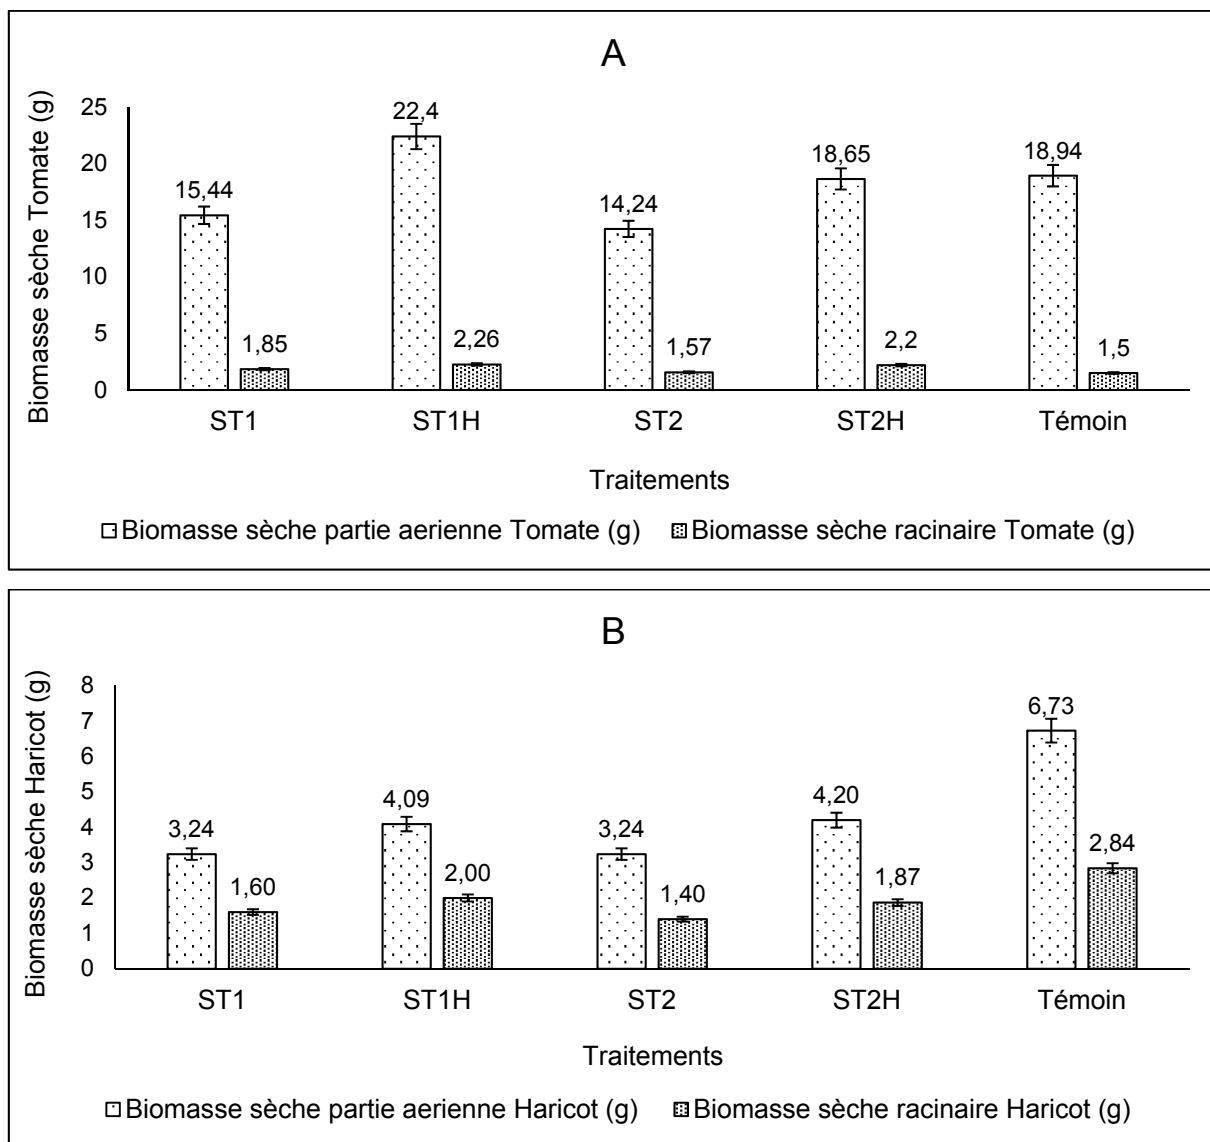 A
Biomasse sèche Tomate (g)
25
20
15
10
5
0
15,44
1,85
22,4
2,26
14,24
1,57
18,65
2,2
18,94
1,5
ST1
ST1H
ST2
ST2H
Témoin
Traitements
Biomasse sèche partie aerienne Tomate (g)
Biomasse sèche racinaire Tomate (g)
B
Biomasse sèche Haricot (g)
8
7
6
5
4
3
2
1
0
3,24
1,60
4,09
2,00
3,24
1,40
4,20
1,87
6,73
2,84
ST1
ST1H
ST2
ST2H
Témoin
Traitements
Biomasse sèche partie aerienne Haricot (g)
Biomasse sèche racinaire Haricot (g)